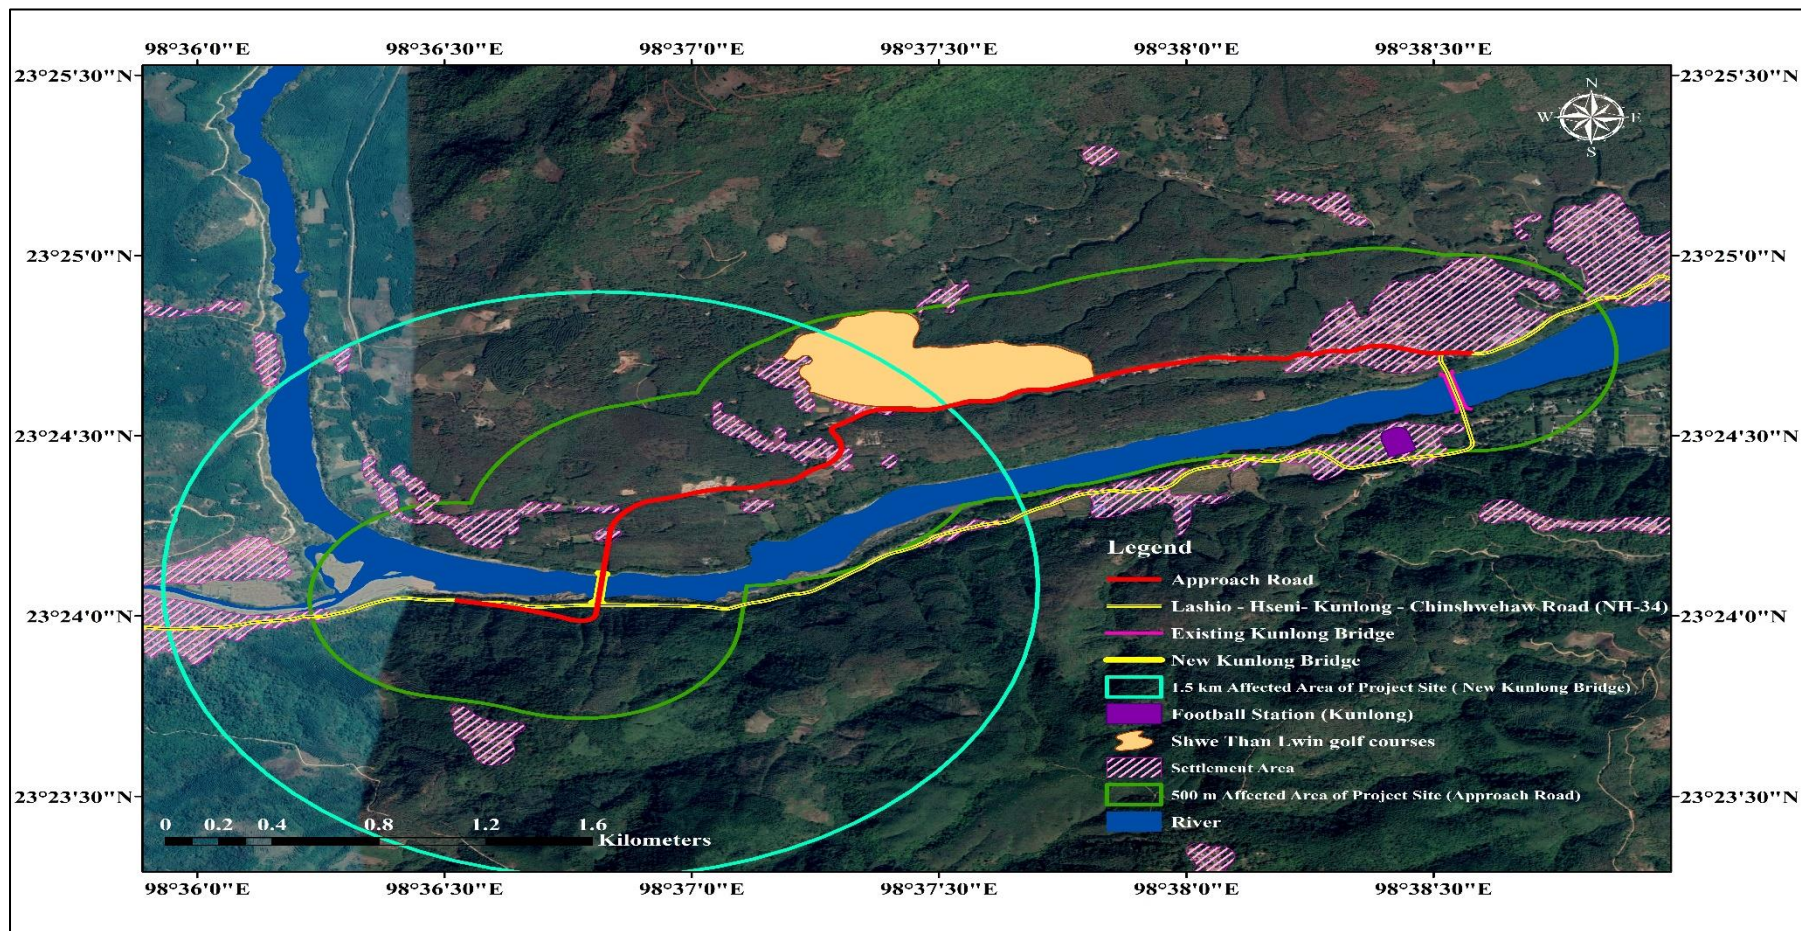 98°36'0"E 98°36'30"E 98°37'0"E 98°37'30"E 98°38'0"E 98°38'30"E
23°25'30"N 23°25'30"N
N
W E
S
23°25'0"N 23°25'0"N
23°24'30"N 23°24'30"N
Legend
Approach Road
Lashio - Hseni- Kunlong - Chinshwehaw Road (NH-34)
23°24'0"N 23°24'0"N
Existing Kunlong Bridge
New Kunlong Bridge
1.5 km Affected Area of Project Site ( New Kunlong Bridge)
Football Station (Kunlong)
Shwe Than Lwin golf courses
Settlement Area
500 m Affected Area of Project Site (Approach Road)
23°23'30"N 23°23'30"N
River
0 0.2 0.4 0.8 1.2 1.6
Kilometers
98°36'0"E 98°36'30"E 98°37'0"E 98°37'30"E 98°38'0"E 98°38'30"E